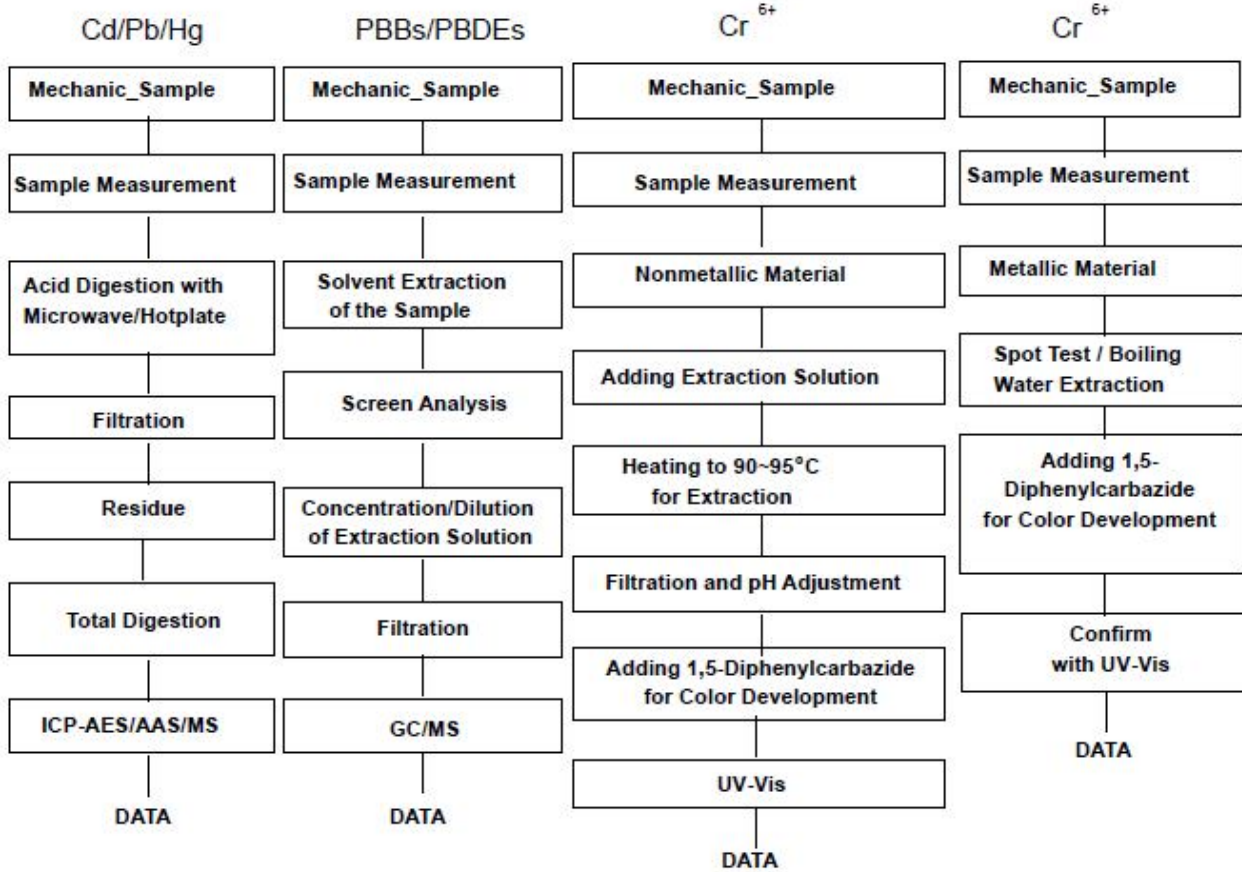 Cd/Pb/Hg
Mechanic_Sample
Sample Measurement
Acid Digestion with
Microwave/Hotplate
Filtration
Residue
Total Digestion
ICP-AES/AAS/MS
DATA
PBBs/PBDEs
Mechanic_Sample
Sample Measurement
Solvent Extraction
of the Sample
Screen Analysis
Concentration/Dilution
of Extraction Solution
Filtration
GC/MS
DATA
Cr 6+
Mechanic_Sample
Sample Measurement
Nonmetallic Material
Adding Extraction Solution
Heating to 90~95°C
for Extraction
Filtration and pH Adjustment
Adding 1,5-Diphenylcarbazide
for Color Development
UV-Vis
DATA
Cr 6+
Mechanic_Sample
Sample Measurement
Metallic Material
Spot Test / Boiling
Water Extraction
Adding 1,5-
Diphenylcarbazide
for Color Development
Confirm
with UV-Vis
DATA